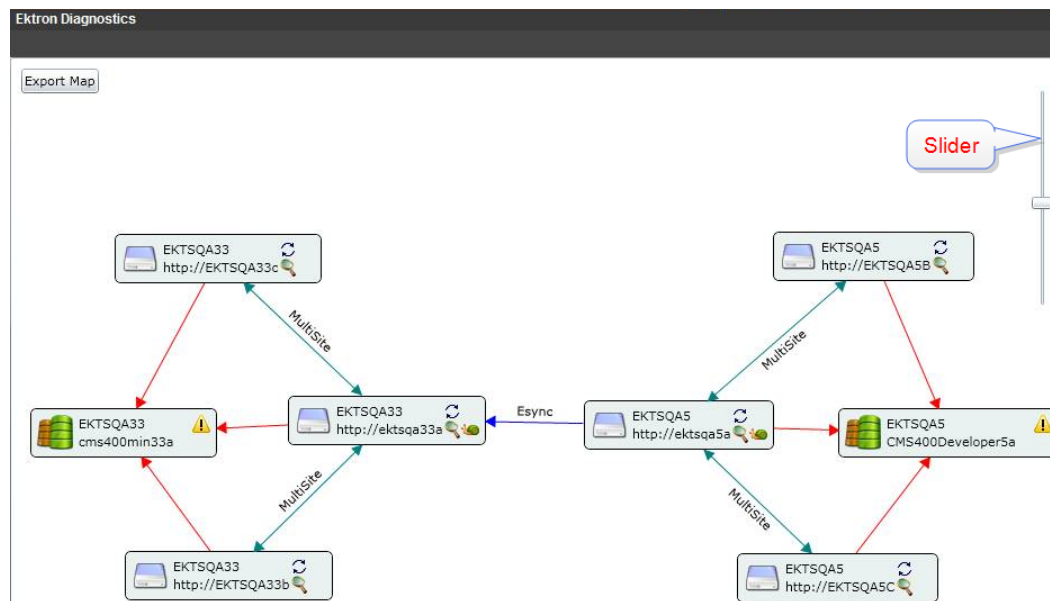 Ektron Diagnostics
Export Map
Slider
EKTSQA33
http://EKTSQA33c
EKTSQA5
http://EKTSQA5B
MultiSite
MultiSite
EKTSQA33
cms400min33a
EKTSQA33
http://ektsqa33a
Esync
EKTSQA5
http://ektsqa5a
EKTSQA5
CMS400Developer5a
MultiSite
MultiSite
EKTSQA33
http://EKTSQA33b
EKTSQA5
http://EKTSQA5C